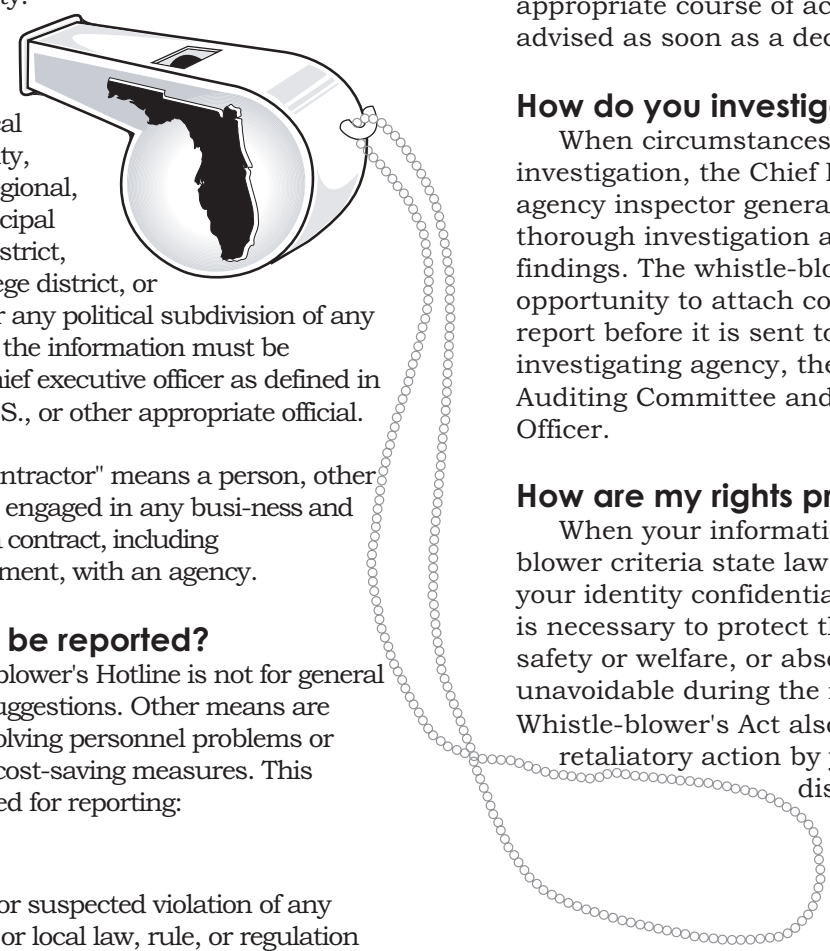 cal
ty,
gional,
cipal
strict,
ege district, or
r any political subdivision of any
the information must be
ief executive officer as defined in
S., or other appropriate official.
ntractor" means a person, other
engaged in any busi-ness and
contract, including
ment, with an agency.
be reported?
blower's Hotline is not for general
uggestions. Other means are
olving personnel problems or
cost-saving measures. This
ed for reporting:
or suspected violation of any
or local law, rule, or regulation
appropriate course of ac
advised as soon as a dec
How do you investig
When circumstances
investigation, the Chief
agency inspector genera
thorough investigation a
findings. The whistle-blo
opportunity to attach co
report before it is sent to
investigating agency, the
Auditing Committee and
Officer.
How are my rights pr
When your informatio
blower criteria state law
your identity confidentia
is necessary to protect th
safety or welfare, or abso
unavoidable during the
Whistle-blower's Act also
retaliatory action by
dis